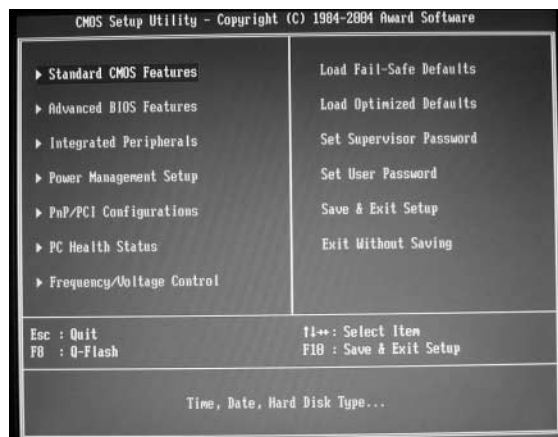 CMOS Setup Utility - Copyright (C) 1984-2004 Award Software
▶ Standard CMOS Features
▶ Advanced BIOS Features
▶ Integrated Peripherals
▶ Power Management Setup
▶ PnP/PCI Configurations
▶ PC Health Status
▶ Frequency/Voltage Control
Load Fail-Safe Defaults
Load Optimized Defaults
Set Supervisor Password
Set User Password
Save & Exit Setup
Exit Without Saving
Esc : Quit
F8 : Q-Flash
↑↓→←: Select Item
F10 : Save & Exit Setup
Time, Date, Hard Disk Type...